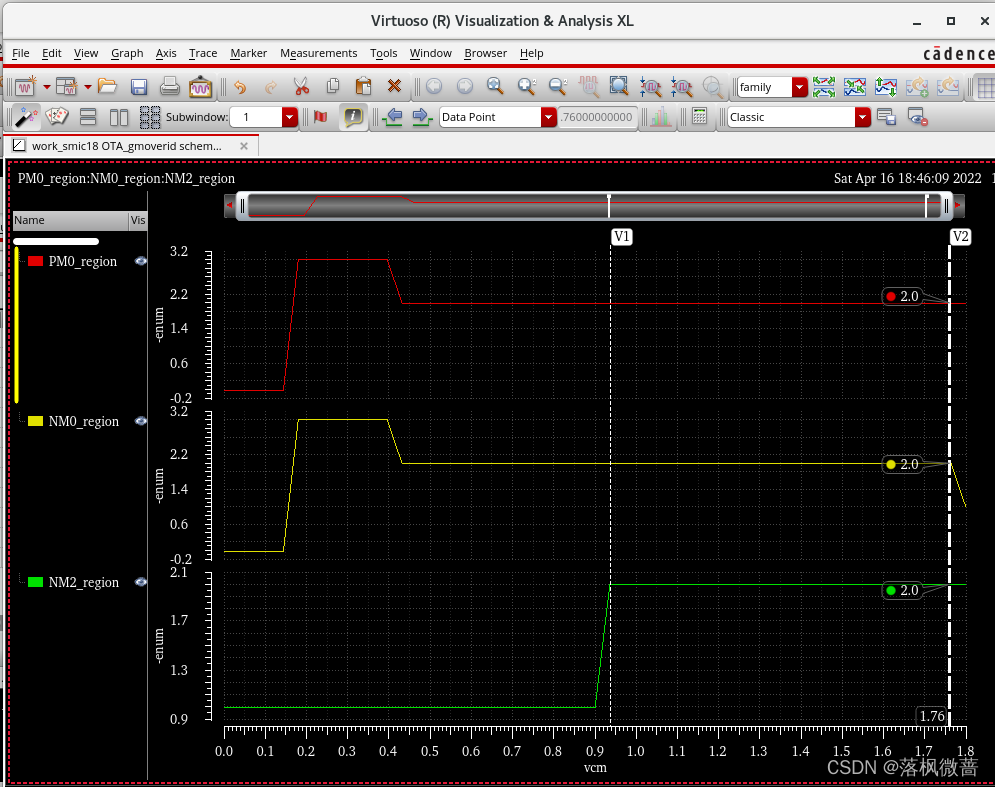 Virtuoso (R) Visualization & Analysis XL
File Edit View Graph Axis Trace Marker Measurements Tools Window Browser Help
cādence
family
Subwindow: 1 Data Point .76000000000 Classic
work_smic18 OTA_gmoverid schem...
PM0_region:NM0_region:NM2_region Sat Apr 16 18:46:09 2022 1
Name Vis
V1 V2
PM0_region
3.2
2.2
1.4
0.6
-0.2
-enum
2.0
NM0_region
3.2
2.2
1.4
0.6
-0.2
-enum
2.0
NM2_region
2.1
1.7
1.3
0.9
-enum
2.0
1.76
0.0 0.1 0.2 0.3 0.4 0.5 0.6 0.7 0.8 0.9 1.0 1.1 1.2 1.3 1.4 1.5 1.6 1.7 1.8
vcm
CSDN @落枫微蔷